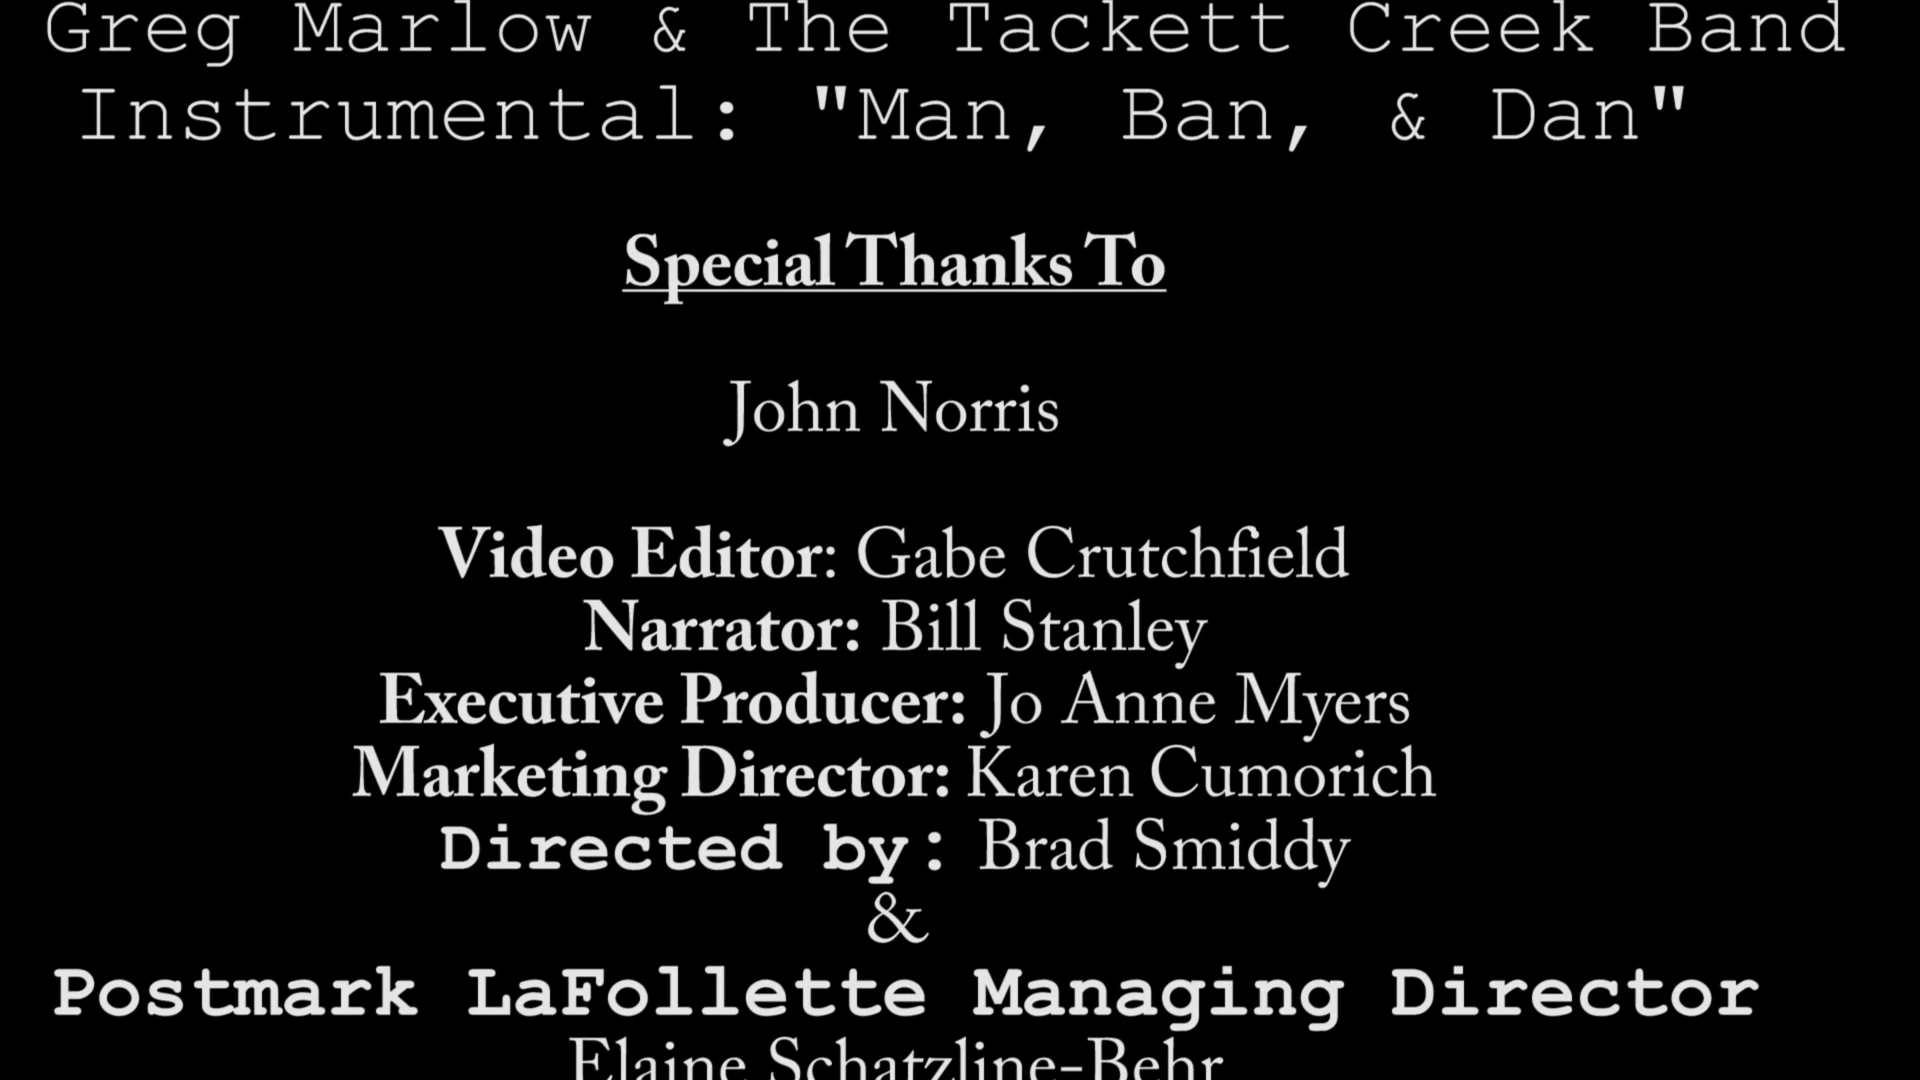 Greg Marlow & The Tackett Creek Band
Instrumental: "Man, Ban, & Dan"
Special Thanks To
John Norris
Video Editor: Gabe Crutchfield
Narrator: Bill Stanley
Executive Producer: Jo Anne Myers
Marketing Director: Karen Cumorich
Directed by: Brad Smiddy
&
Postmark LaFollette Managing Director
Elaine Schatzline-Behr